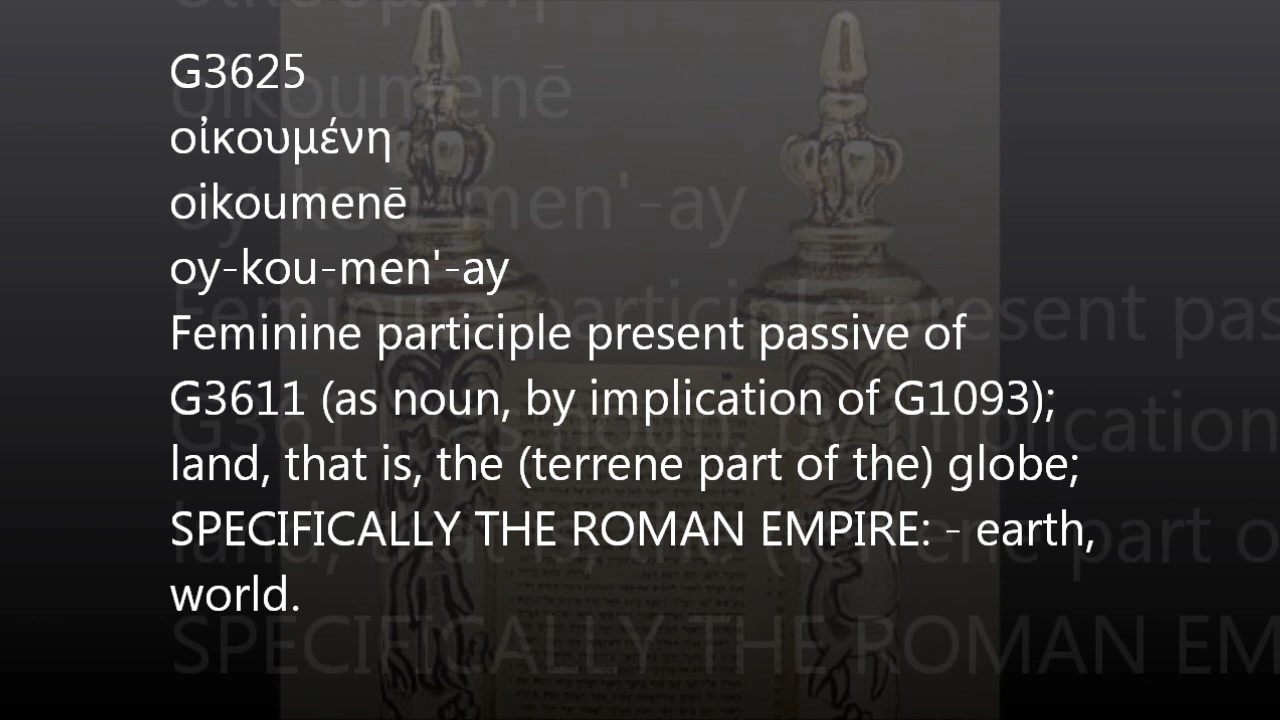 G3625
οἰκουμένη
oikoumenē
oy-kou-men'-ay
Feminine participle present passive of
G3611 (as noun, by implication of G1093);
land, that is, the (terrene part of the) globe;
SPECIFICALLY THE ROMAN EMPIRE: - earth,
world.